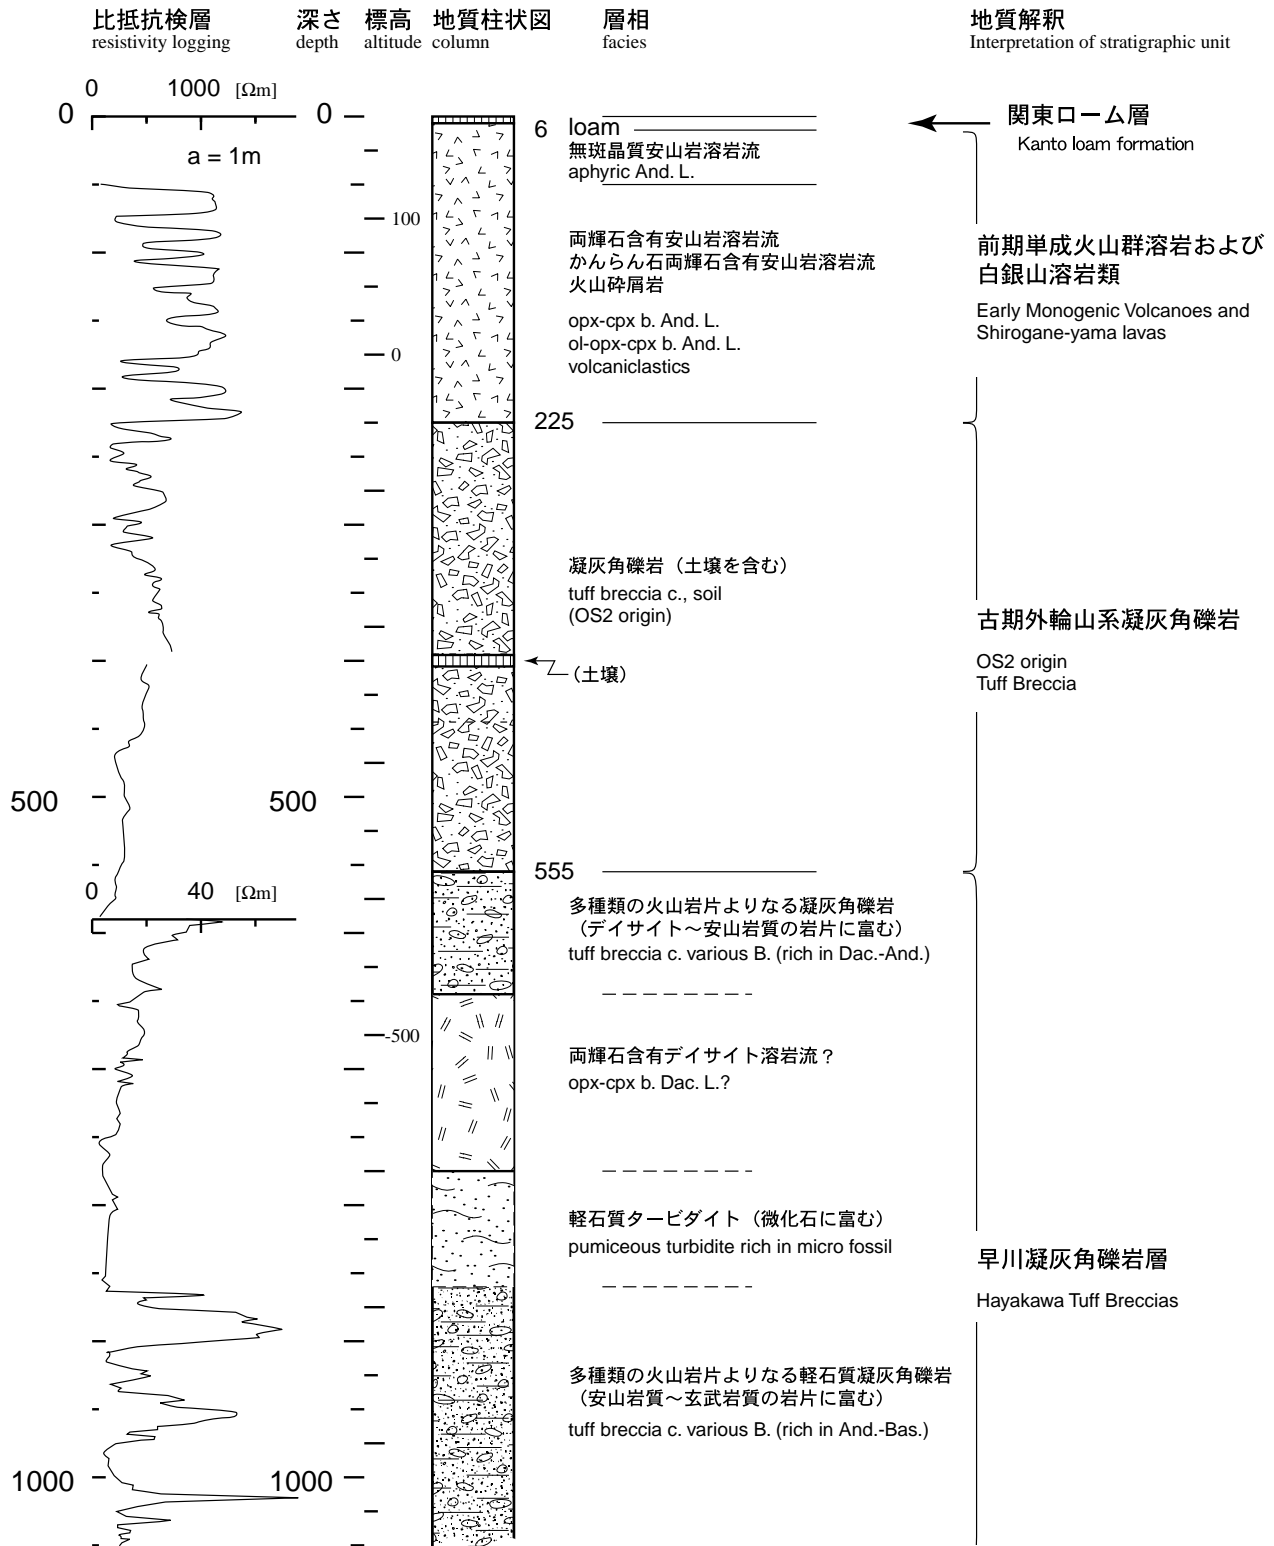 比抵抗検層 深さ 標高 地質柱状図 層相 地質解釈
resistivity logging depth altitude column facies Interpretation of stratigraphic unit
0 1000 [Ωm]
0 0
a = 1m
6 loam
関東ローム層
Kanto loam formation
無斑晶質安山岩溶岩流
aphyric And. L.
100
両輝石含有安山岩溶岩流
かんらん石両輝石含有安山岩溶岩流
火山砕屑岩
opx-cpx b. And. L.
ol-opx-cpx b. And. L.
volcaniclastics
前期単成火山群溶岩および
白銀山溶岩類
Early Monogenic Volcanoes and
Shirogane-yama lavas
0
225
凝灰角礫岩（土壌を含む）
tuff breccia c., soil
(OS2 origin)
（土壌）
古期外輪山系凝灰角礫岩
OS2 origin
Tuff Breccia
500 500
555
0 40 [Ωm]
多種類の火山岩片よりなる凝灰角礫岩
（デイサイト～安山岩質の岩片に富む）
tuff breccia c. various B. (rich in Dac.-And.)
-500
両輝石含有デイサイト溶岩流？
opx-cpx b. Dac. L.?
軽石質タービダイト（微化石に富む）
pumiceous turbidite rich in micro fossil
早川凝灰角礫岩層
Hayakawa Tuff Breccias
多種類の火山岩片よりなる軽石質凝灰角礫岩
（安山岩質～玄武岩質の岩片に富む）
tuff breccia c. various B. (rich in And.-Bas.)
1000 1000